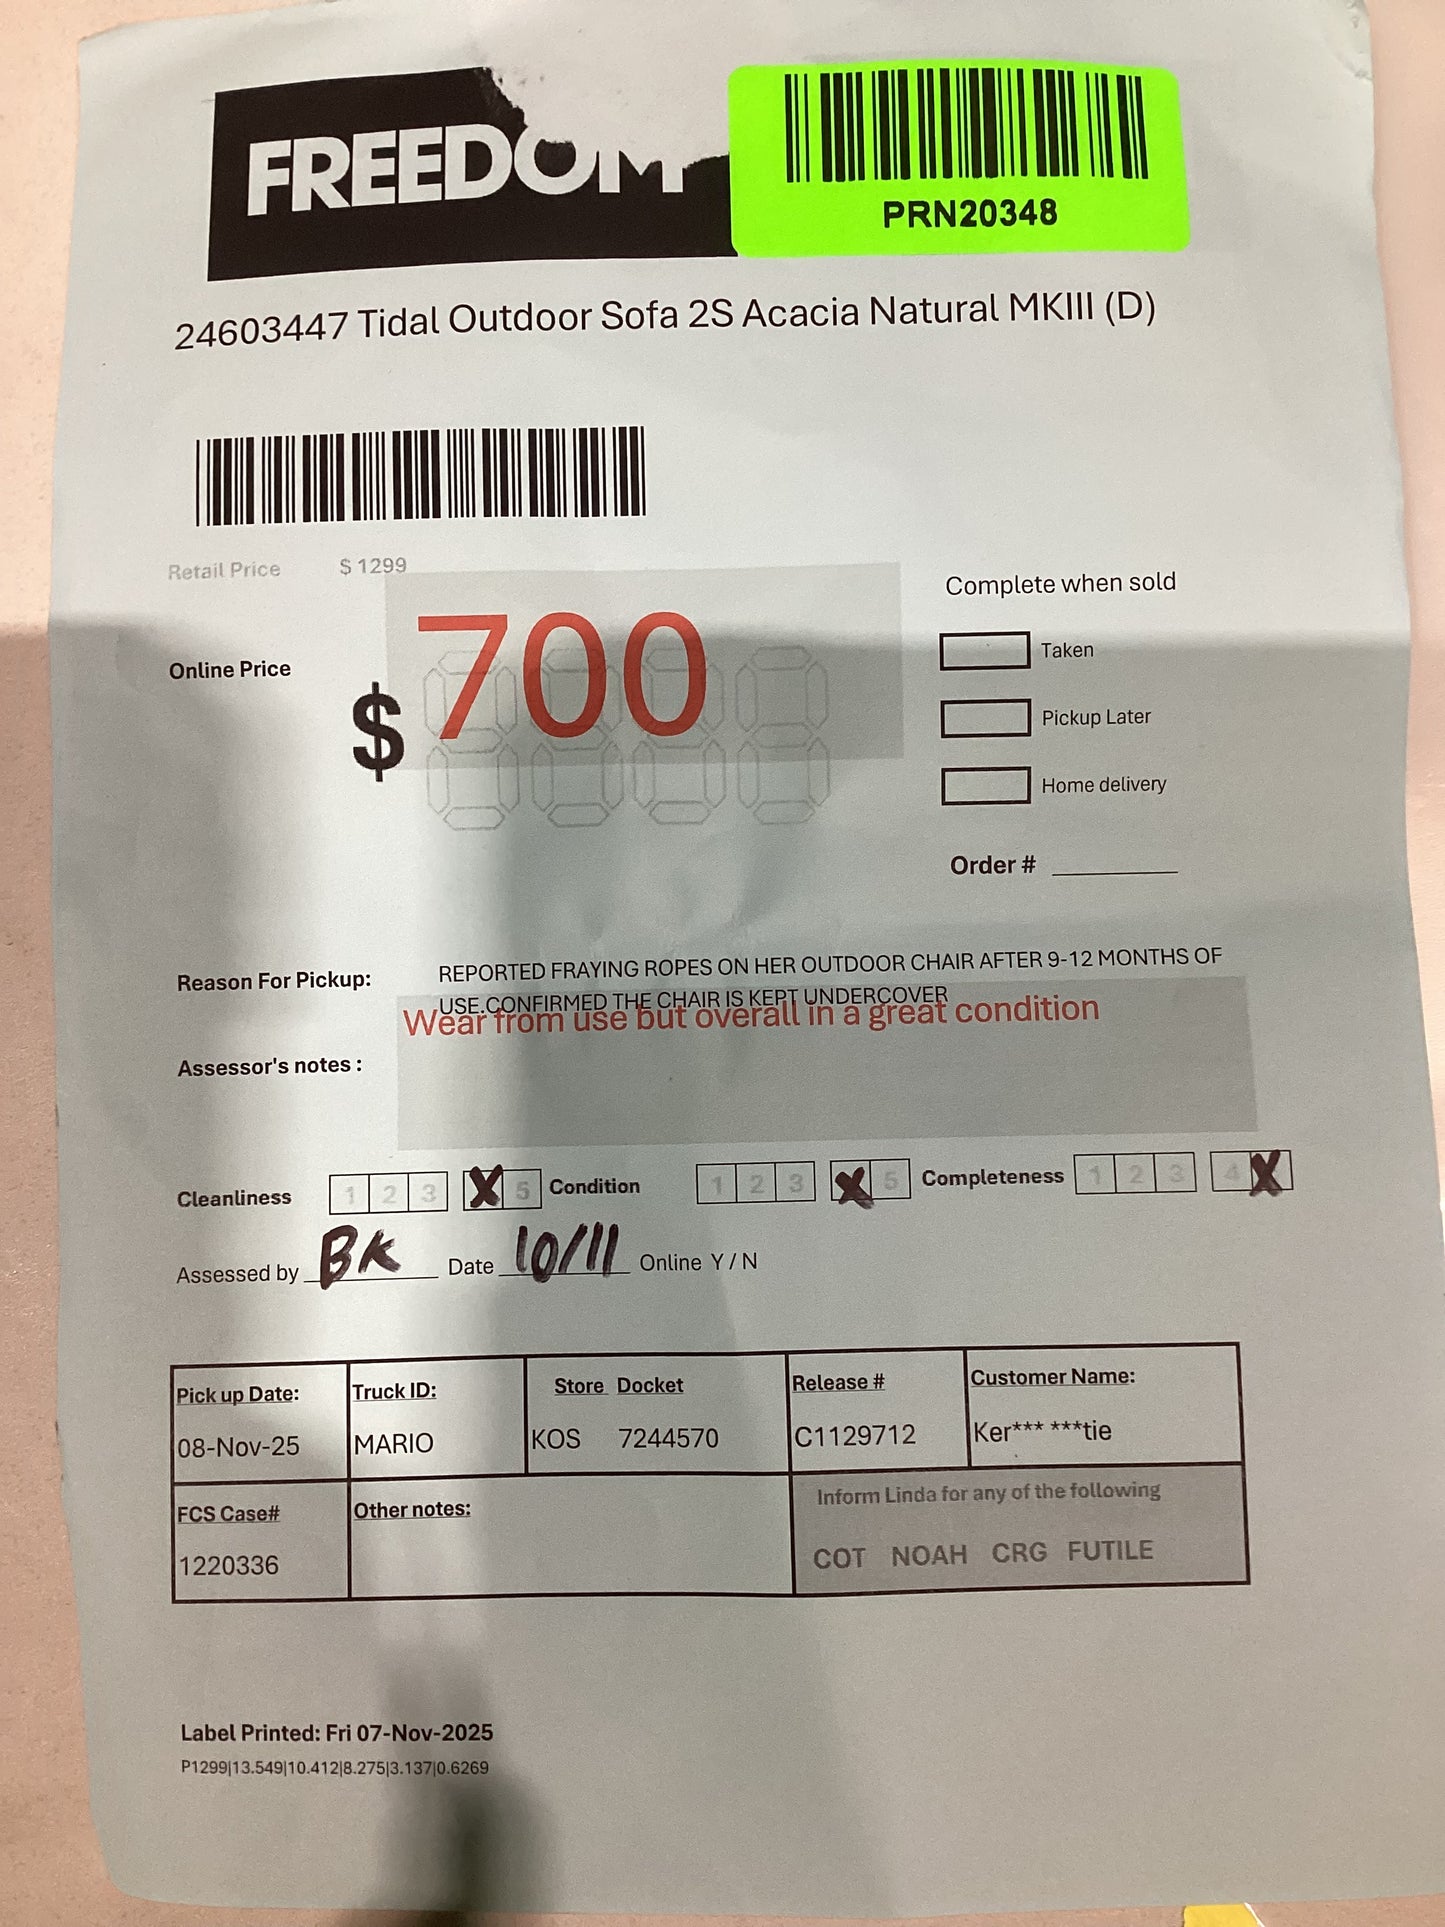 FREEDOM
PRN20348
24603447 Tidal Outdoor Sofa 2S Acacia Natural MKIII (D)
Retail Price $ 1299
Online Price $ 700
Complete when sold
Taken
Pickup Later
Home delivery
Order #
Reason For Pickup: REPORTED FRAYING ROPES ON HER OUTDOOR CHAIR AFTER 9-12 MONTHS OF
USE.CONFIRMED THE CHAIR IS KEPT UNDERCOVER
Wear from use but overall in a great condition
Assessor's notes :
Cleanliness 1 2 3 X 5 Condition 1 2 3 X 5 Completeness 1 2 3 4 X
Assessed by BK Date 10/11 Online Y / N
Pick up Date: Truck ID: Store Docket Release # Customer Name:
08-Nov-25 MARIO KOS 7244570 C1129712 Ker*** ***tie
FCS Case# Other notes: Inform Linda for any of the following
1220336 COT NOAH CRG FUTILE
Label Printed: Fri 07-Nov-2025
P1299|13.549|10.412|8.275|3.137|0.6269